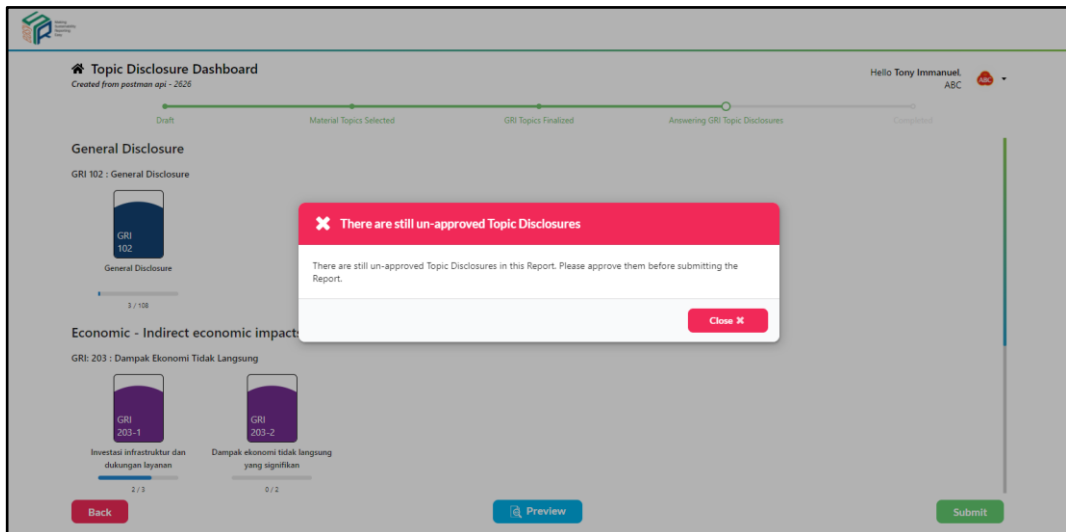 Topic Disclosure Dashboard
Created from postman api - 2626
Hello Tony Immanuel.
ABC
ABC
Draft
Material Topics Selected
GRI Topics Finalized
Answering GRI Topic Disclosures
Completed
General Disclosure
GRI 102 : General Disclosure
GRI
102
General Disclosure
3 / 108
There are still un-approved Topic Disclosures
There are still un-approved Topic Disclosures in this Report. Please approve them before submitting the
Report.
Close
Economic - Indirect economic impacts
GRI: 203 : Dampak Ekonomi Tidak Langsung
GRI
203-1
GRI
203-2
Investasi infrastruktur dan
dukungan layanan
Dampak ekonomi tidak langsung
yang signifikan
2 / 3
0 / 2
Back
Preview
Submit